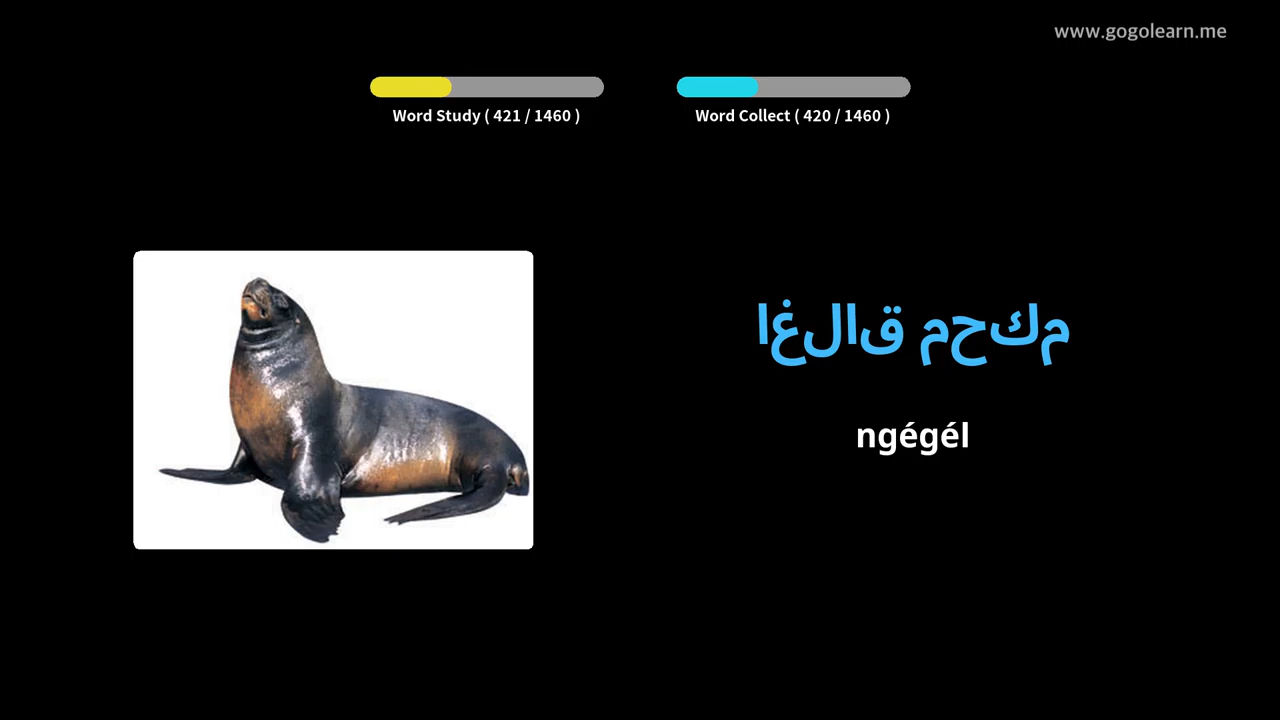 www.gogolearn.me
Word Study ( 421 / 1460 )
Word Collect ( 420 / 1460 )
اغلاق محكم
ngégél